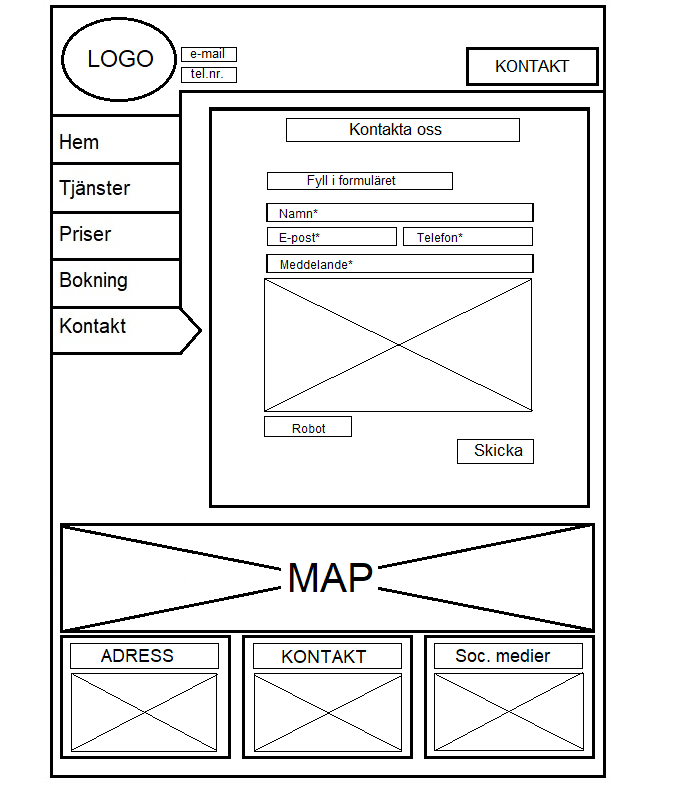 LOGO
e-mail
tel.nr.
KONTAKT
Hem
Tjänster
Priser
Bokning
Kontakt
Kontakta oss
Fyll i formuläret
Namn*
E-post* Telefon*
Meddelande*
Robot
Skicka
MAP
ADRESS
KONTAKT
Soc. medier